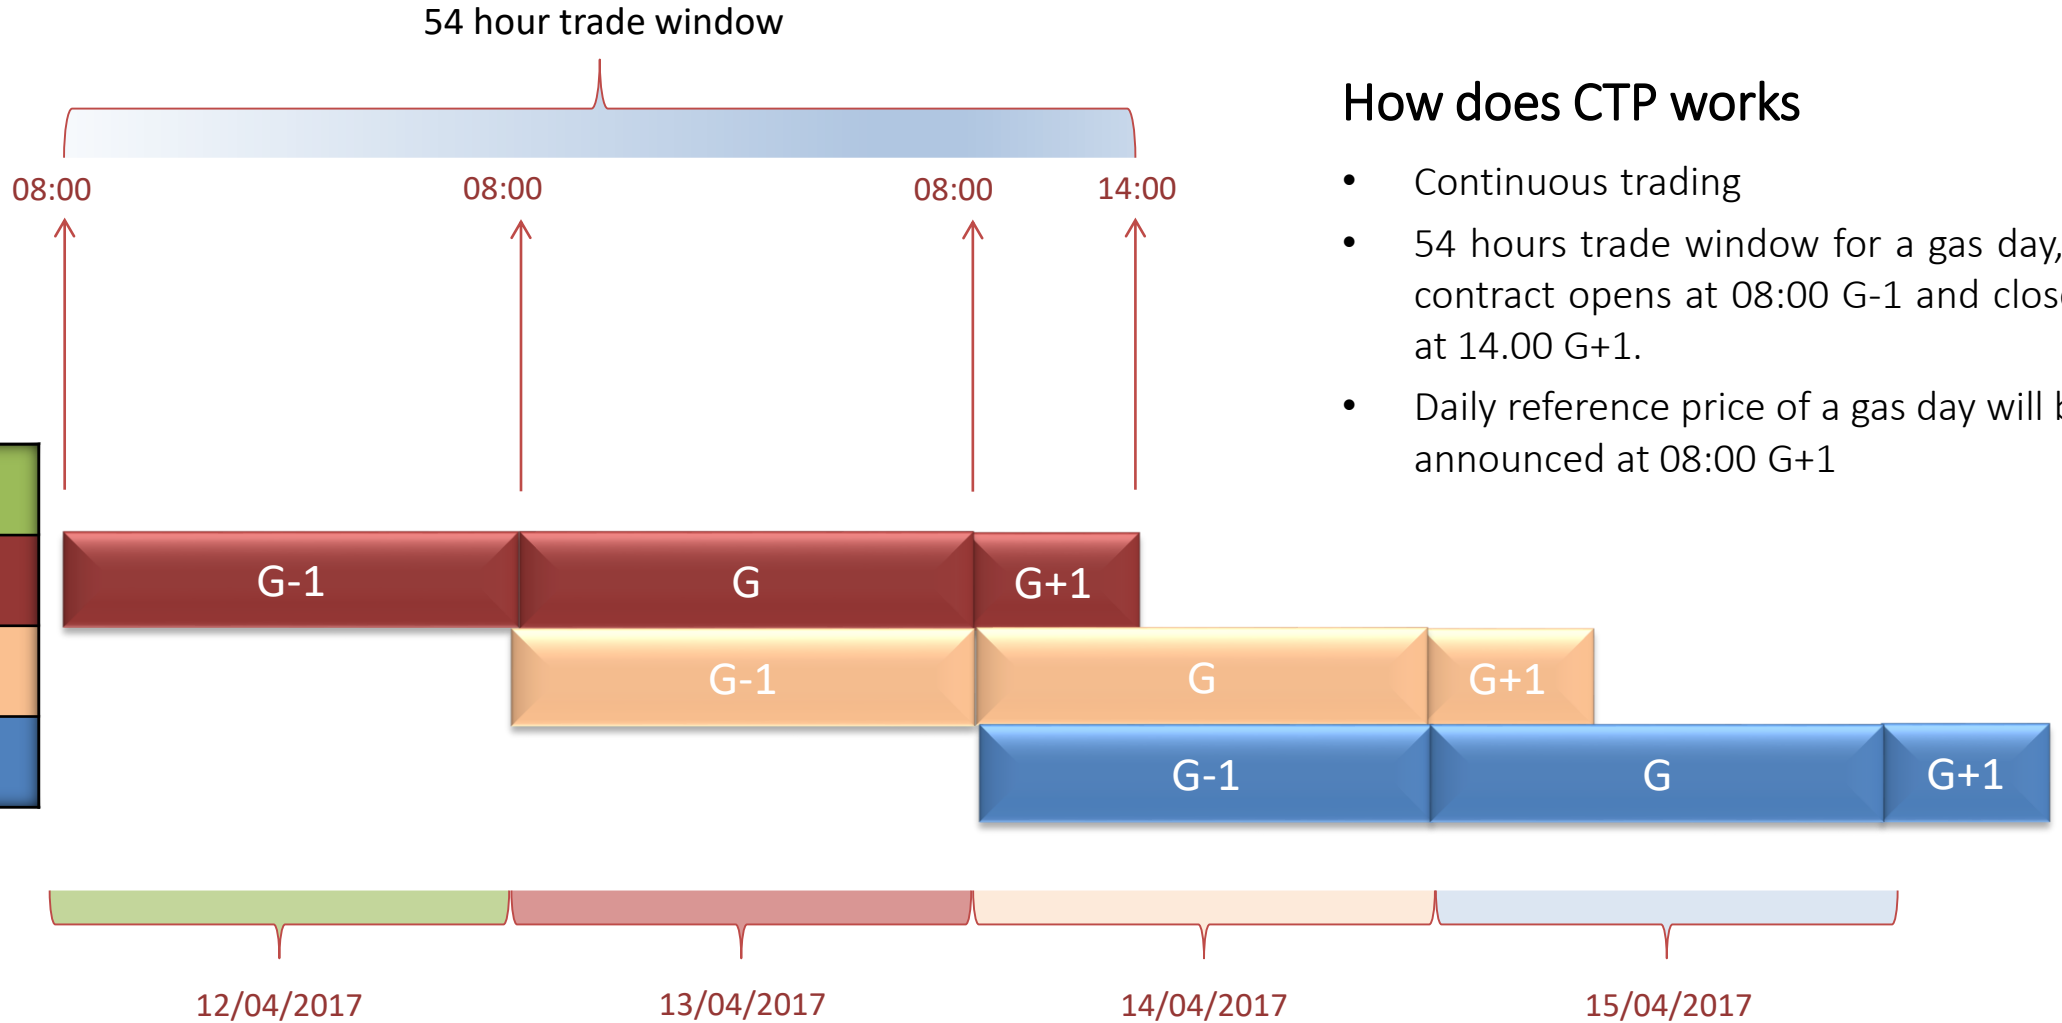 54 hour trade window
08:00
08:00
08:00
14:00
How does CTP works
• Continuous trading
• 54 hours trade window for a gas day,
contract opens at 08:00 G-1 and clos
at 14.00 G+1.
• Daily reference price of a gas day will
announced at 08:00 G+1
G-1
G
G+1
G-1
G
G+1
G-1
G
G+1
12/04/2017
13/04/2017
14/04/2017
15/04/2017